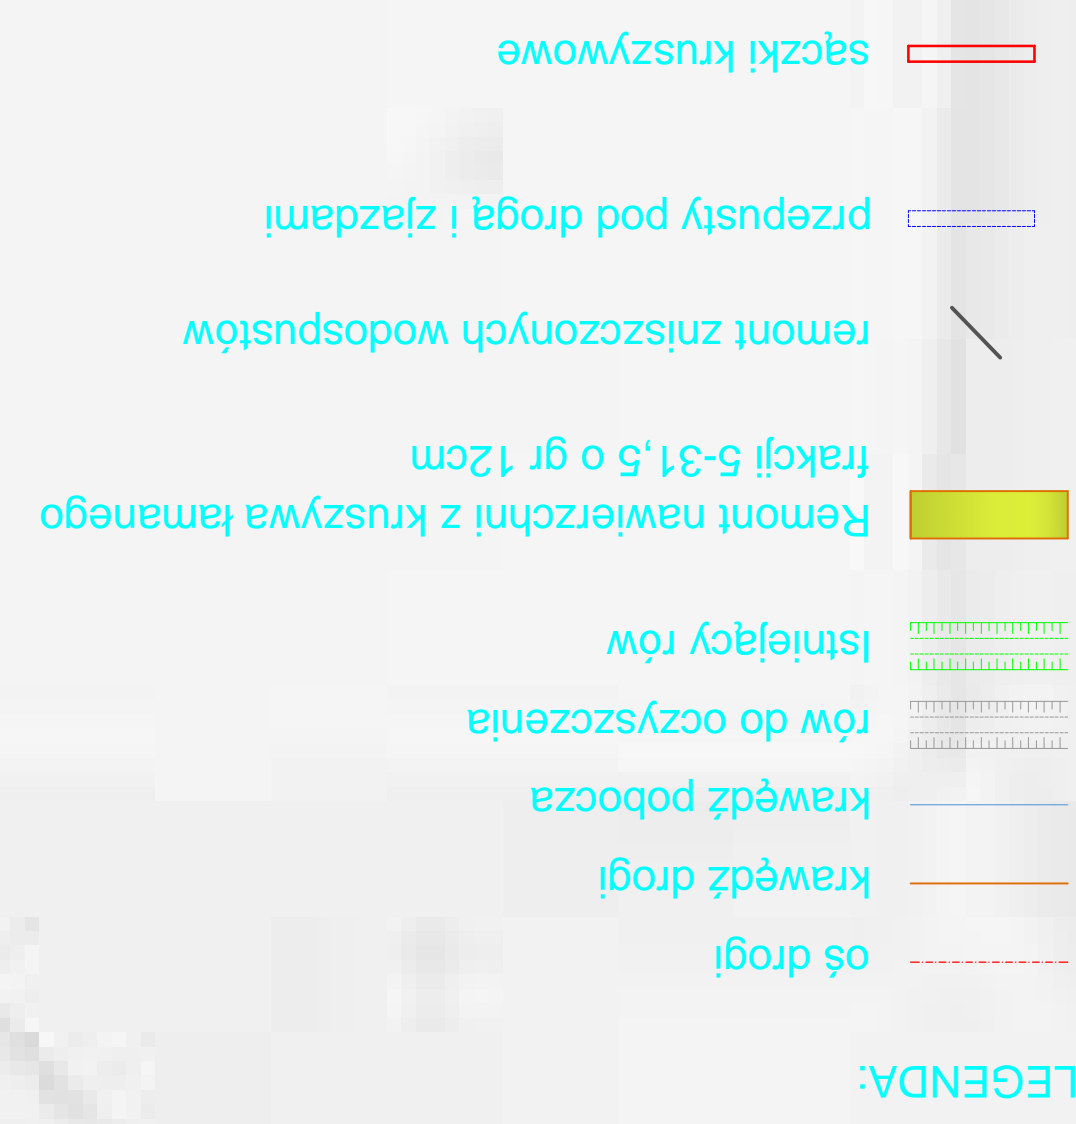 LEGENDA:
oś drogi
krawędź drogi
krawędź pobocza
rów do oczyszczenia
Istniejący rów
Remont nawierzchni z kruszywa łamanego
frakcji 5-31,5 o gr 12cm
remont zniszczonych wodospustów
przepusty pod drogą i zjazdami
sączki kruszywowe